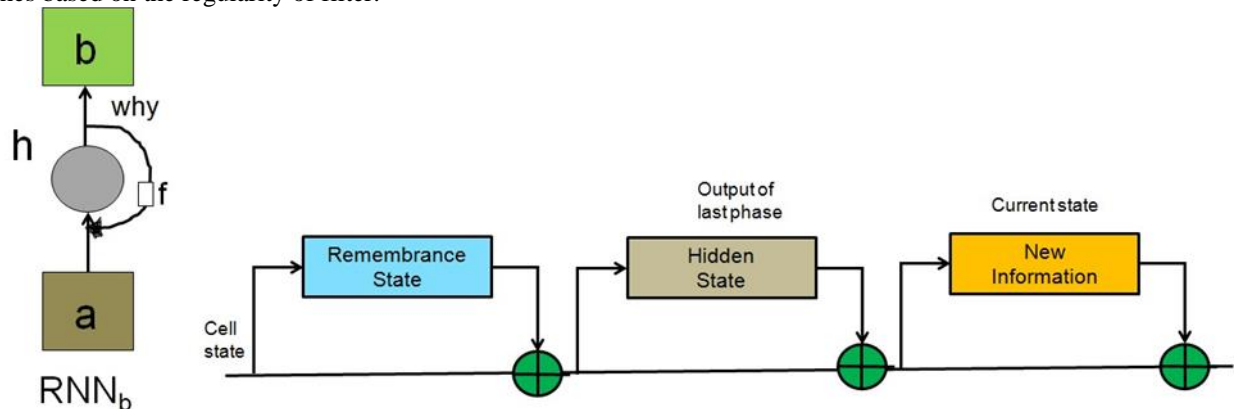 b
why
h
f
a
RNNb
Output of
last phase
Current state
Remembrance
State
Hidden
State
New
Information
Cell
state